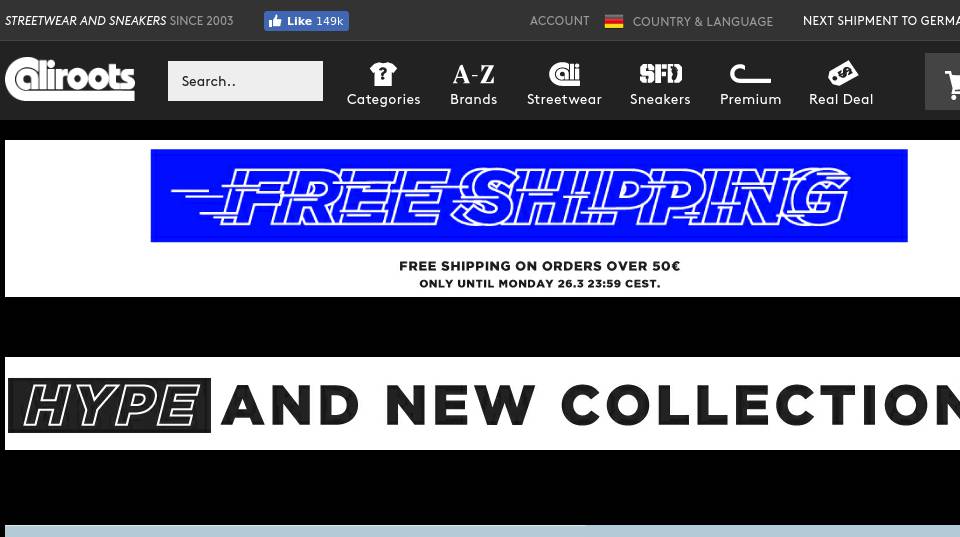 STREETWEAR AND SNEAKERS SINCE 2003
Like 149k
ACCOUNT
COUNTRY & LANGUAGE
NEXT SHIPMENT TO GERMA
aliroots
Search..
Categories
A-Z
Brands
ali
Streetwear
SFD
Sneakers
Premium
Real Deal
FREE SHIPPING
FREE SHIPPING ON ORDERS OVER 50€
ONLY UNTIL MONDAY 26.3 23:59 CEST.
HYPE AND NEW COLLECTION